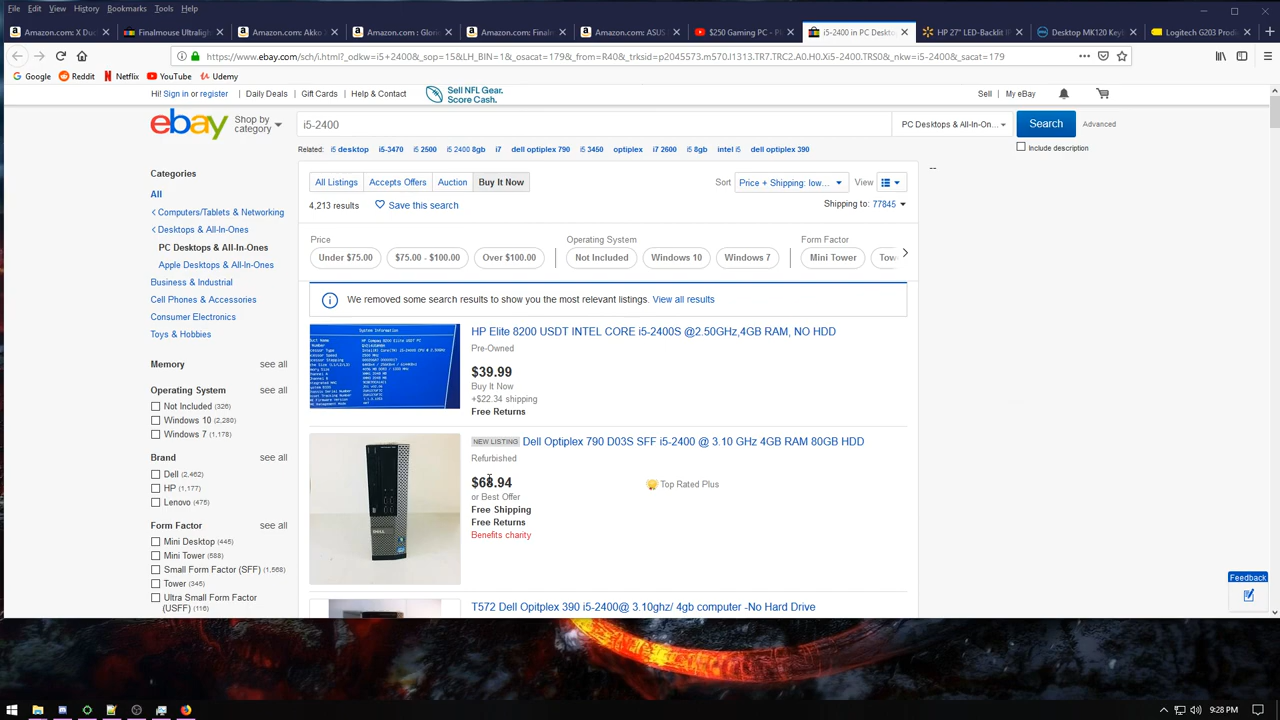 File Edit View History Bookmarks Tools Help
Amazon.com: X Duc
Finalmouse Ultralight
Amazon.com: Akko
Amazon.com : Glori
Amazon.com: Final
Amazon.com: ASUS
$250 Gaming PC - Pl
i5-2400 in PC Deskto
HP 27" LED-Backlit
Desktop MK120 Key
Logitech G203 Prod
https://www.ebay.com/sch/i.html?_odkw=i5+2400&_sop=15&LH_BIN=1&_osacat=179&_from=R40&_trksid=p2045573.m570.l1313.TR7.TRC2.A0.H0.Xi5-2400.TRS0&_nkw=i5-2400&_sacat=179
Google Reddit Netflix YouTube Udemy
Hi! Sign in or register Daily Deals Gift Cards Help & Contact Sell NFL Gear. Score Cash. Sell My eBay
ebay Shop by category i5-2400 PC Desktops & All-In-On... Search Advanced
Include description
Related: i5 desktop i5-3470 i5 2500 i5 2400 8gb i7 dell optiplex 790 i5 3450 optiplex i7 2600 i5 8gb intel i5 dell optiplex 390
Categories
All
Computers/Tablets & Networking
Desktops & All-In-Ones
PC Desktops & All-In-Ones
Apple Desktops & All-In-Ones
Business & Industrial
Cell Phones & Accessories
Consumer Electronics
Toys & Hobbies
Memory see all
Operating System see all
Not Included (326)
Windows 10 (2,280)
Windows 7 (1,178)
Brand see all
Dell (2,462)
HP (1,177)
Lenovo (475)
Form Factor see all
Mini Desktop (445)
Mini Tower (588)
Small Form Factor (SFF) (1,568)
Tower (345)
Ultra Small Form Factor
(USFF) (116)
All Listings Accepts Offers Auction Buy It Now Sort Price + Shipping: low... View
4,213 results Save this search Shipping to: 77845
Price Operating System Form Factor
Under $75.00 $75.00 - $100.00 Over $100.00 Not Included Windows 10 Windows 7 Mini Tower Tow
We removed some search results to show you the most relevant listings. View all results
System Information
HP Elite 8200 USDT INTEL CORE i5-2400S @2.50GHz,4GB RAM, NO HDD
Pre-Owned
$39.99
Buy It Now
+$22.34 shipping
Free Returns
NEW LISTING Dell Optiplex 790 D03S SFF i5-2400 @ 3.10 GHz 4GB RAM 80GB HDD
Refurbished
$68.94
or Best Offer
Top Rated Plus
Free Shipping
Free Returns
Benefits charity
T572 Dell Opitplex 390 i5-2400@ 3.10ghz/ 4gb computer -No Hard Drive
Feedback
9:28 PM